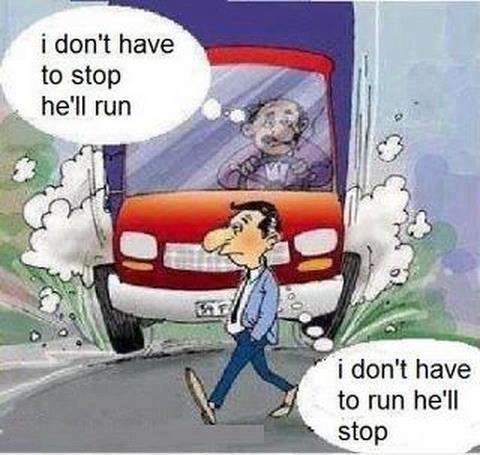 i don't have
to stop
he'll run
i don't have
to run he'll
stop